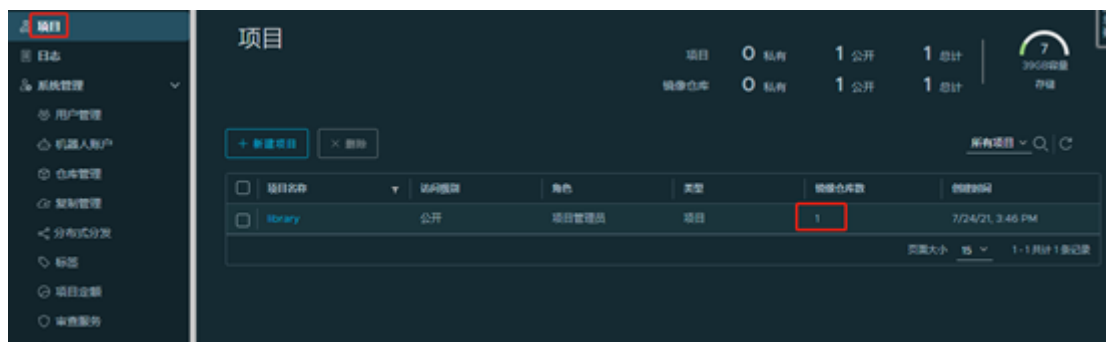 项目
日志
系统管理
用户管理
机器人账户
仓库管理
复制管理
分布式分发
标签
项目定额
审查服务
项目
项目 0 私有 1 公开 1 总计
镜像仓库 0 私有 1 公开 1 总计
7
39GB容量
存储
+ 新建项目 × 删除
所有项目
项目名称 访问级别 角色 类型 镜像仓库数 创建时间
library 公开 项目管理员 项目 1 7/24/21, 3:46 PM
页面大小 15 1 - 1 共计 1 条记录